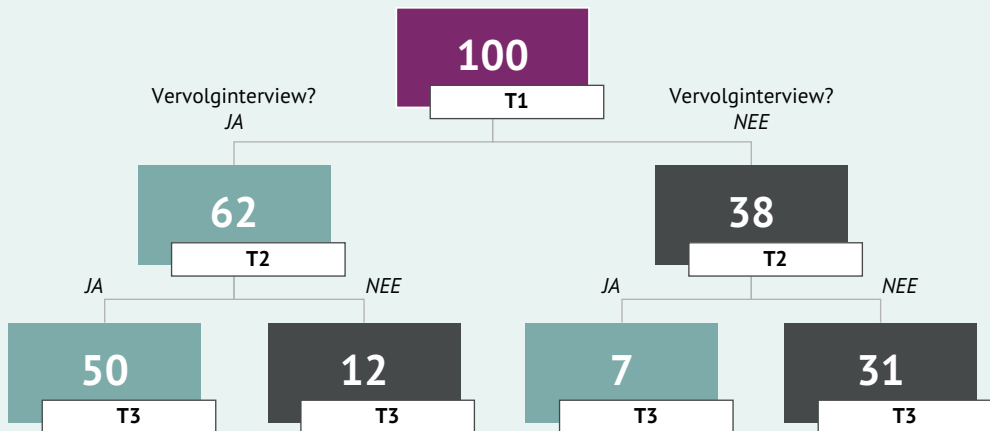 100
T1
Vervolginterview?
JA
Vervolginterview?
NEE
62
T2
38
T2
JA
NEE
JA
NEE
50
T3
12
T3
7
T3
31
T3